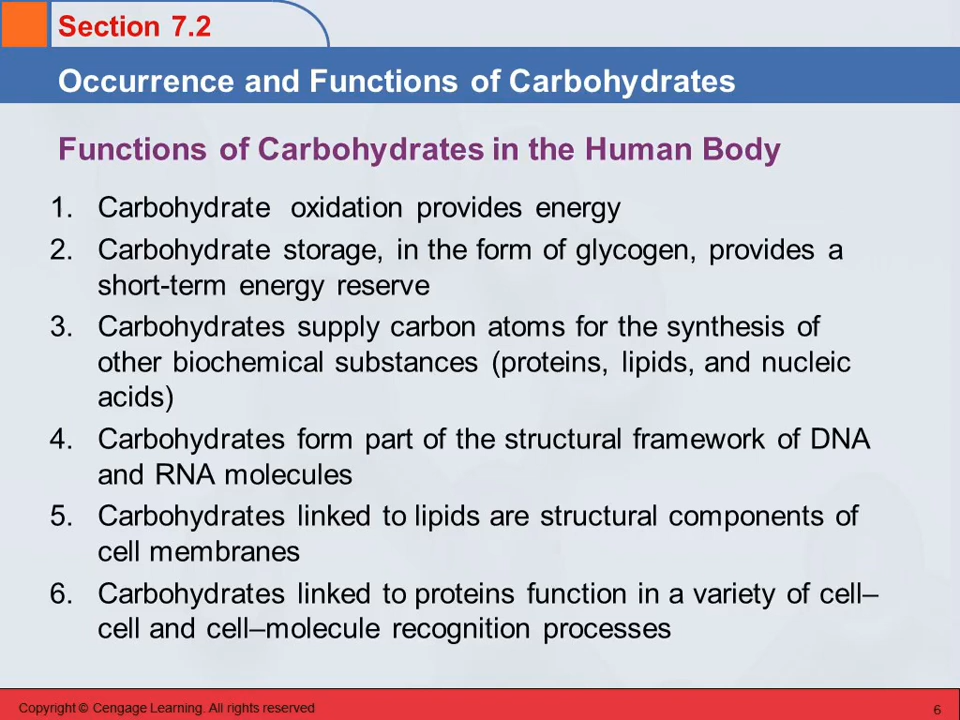 Section 7.2
Occurrence and Functions of Carbohydrates
Functions of Carbohydrates in the Human Body
1. Carbohydrate oxidation provides energy
2. Carbohydrate storage, in the form of glycogen, provides a
short-term energy reserve
3. Carbohydrates supply carbon atoms for the synthesis of
other biochemical substances (proteins, lipids, and nucleic
acids)
4. Carbohydrates form part of the structural framework of DNA
and RNA molecules
5. Carbohydrates linked to lipids are structural components of
cell membranes
6. Carbohydrates linked to proteins function in a variety of cell–
cell and cell–molecule recognition processes
Copyright © Cengage Learning. All rights reserved
6